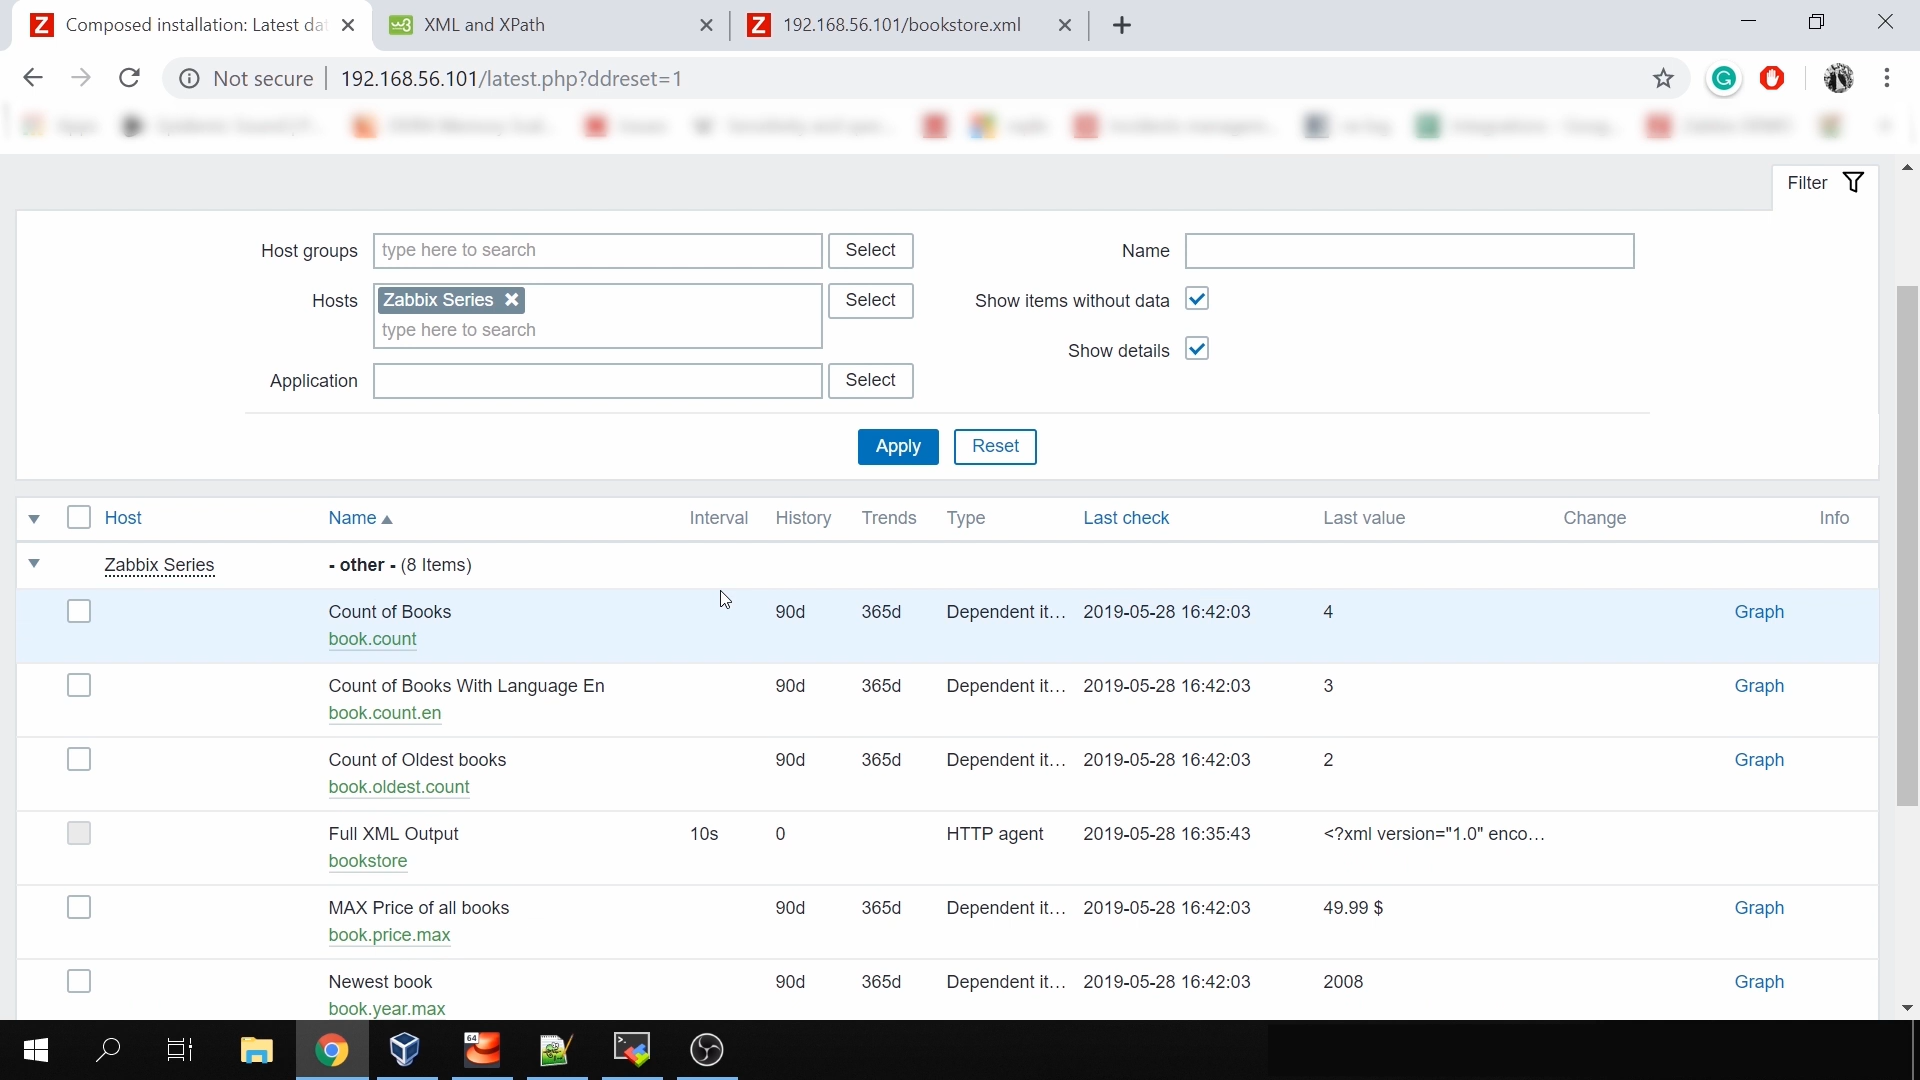 Composed installation: Latest dat
XML and XPath
192.168.56.101/bookstore.xml
Not secure
192.168.56.101/latest.php?ddreset=1
Filter
Host groups type here to search Select Name
Hosts Zabbix Series Select Show items without data
type here to search
Show details
Application Select
Apply Reset
Host Name Interval History Trends Type Last check Last value Change Info
Zabbix Series - other - (8 Items)
Count of Books 90d 365d Dependent it... 2019-05-28 16:42:03 4 Graph
book.count
Count of Books With Language En 90d 365d Dependent it... 2019-05-28 16:42:03 3 Graph
book.count.en
Count of Oldest books 90d 365d Dependent it... 2019-05-28 16:42:03 2 Graph
book.oldest.count
Full XML Output 10s 0 HTTP agent 2019-05-28 16:35:43 <?xml version="1.0" enco...
bookstore
MAX Price of all books 90d 365d Dependent it... 2019-05-28 16:42:03 49.99 $ Graph
book.price.max
Newest book 90d 365d Dependent it... 2019-05-28 16:42:03 2008 Graph
book.year.max
64